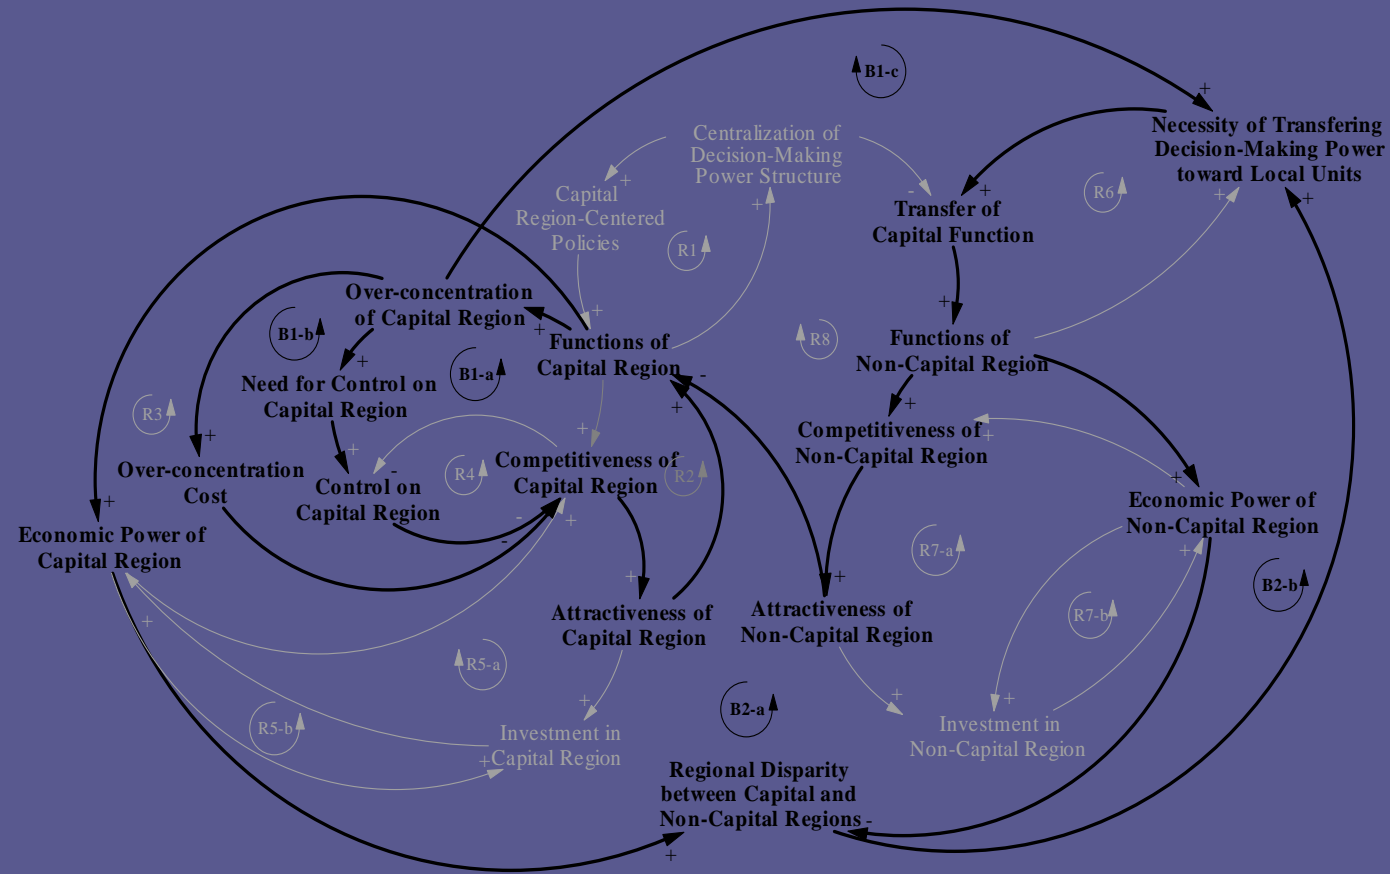 B1-c
+
Necessity of Transfering
Decision-Making Power
toward Local Units
+
+
Centralization of
Decision-Making
Power Structure
+
R6
Capital
Region-Centered
Policies
+
-
+
Transfer of
Capital Function
R1
Over-concentration
of Capital Region
+
+
+
Functions of
Capital Region
-
+
R8
Functions of
Non-Capital Region
B1-b
+
B1-a
Need for Control on
Capital Region
+
+
R3
+
+
+
Competitiveness of
Non-Capital Region
+
Over-concentration
Cost
R4
-
Control on
Capital Region
Competitiveness of
Capital Region
R2
+
Economic Power of
Non-Capital Region
+
Economic Power of
Capital Region
-
-
+
R7-a
+
B2-b
+
+
Attractiveness of
Capital Region
Attractiveness of
Non-Capital Region
R7-b
+
R5-a
+
+
+
B2-a
R5-b
Investment in
Capital Region
+
Investment in
Non-Capital Region
Regional Disparity
between Capital and
Non-Capital Regions
-
+